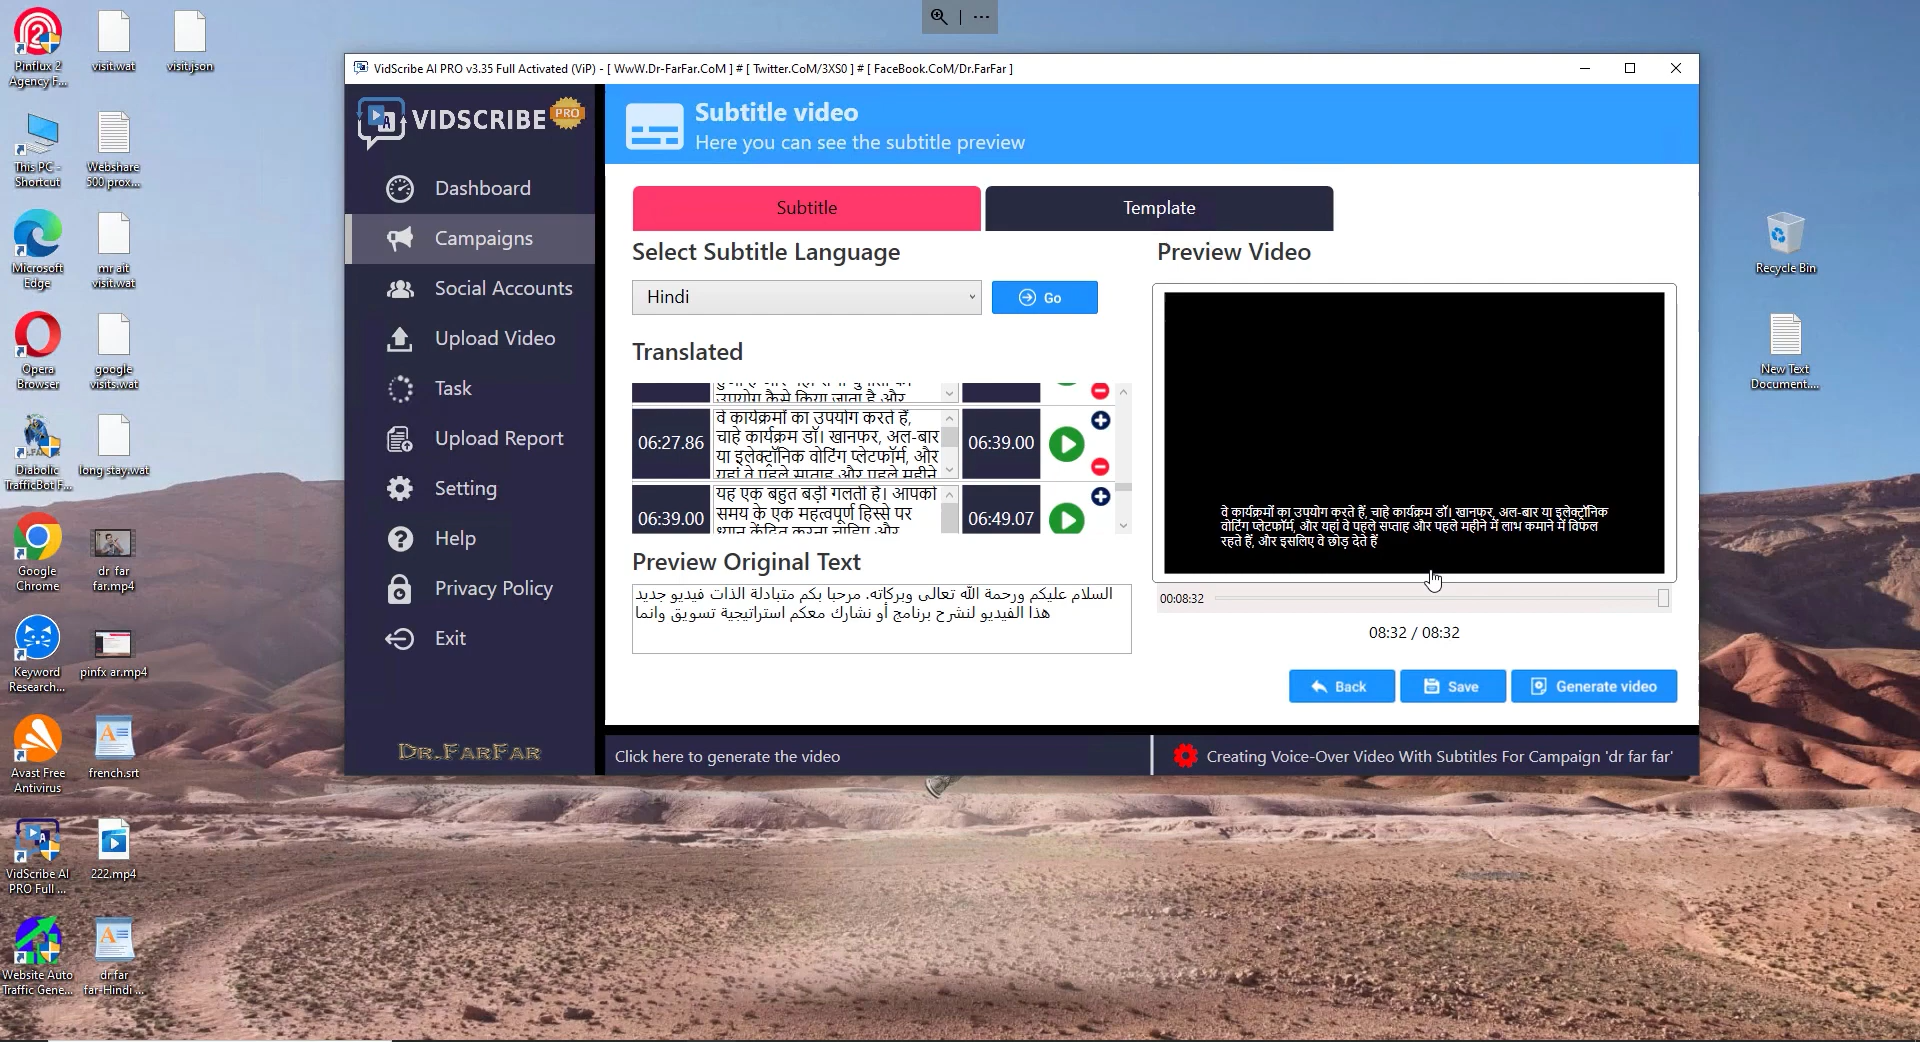 Pinflux 2
Agency F...
visit.wat
visit.json
This PC -
Shortcut
Webshare
500 prox...
Microsoft
Edge
mr ait
visit.wat
Opera
Browser
google
visits.wat
Diabolic
TrafficBot F...
long stay.wat
Google
Chrome
dr far
far.mp4
Keyword
Research...
pinfx ar.mp4
Avast Free
Antivirus
french.srt
VidScribe AI
PRO Full ...
222.mp4
Website Auto
Traffic Gene...
dr far
far-Hindi ...
Recycle Bin
New Text
Document....
VidScribe AI PRO v3.35 Full Activated (ViP) - [ WwW.Dr-FarFar.CoM ] # [ Twitter.CoM/3XS0 ] # [ FaceBook.CoM/Dr.FarFar ]
VIDSCRIBE PRO
Dashboard
Campaigns
Social Accounts
Upload Video
Task
Upload Report
Setting
Help
Privacy Policy
Exit
DR.FARFAR
Subtitle video
Here you can see the subtitle preview
Subtitle
Template
Select Subtitle Language
Hindi
Go
Translated
उपयोग कैसे किया जाता है और
06:27.86
वे कार्यक्रमों का उपयोग करते हैं,
चाहे कार्यक्रम डॉ। खानफर, अल-बार
या इलेक्ट्रॉनिक वोटिंग प्लेटफॉर्म, और
यहां वे पहले सप्ताह और पहले महीने
06:39.00
06:39.00
यह एक बहुत बड़ी गलती है। आपको
समय के एक महत्वपूर्ण हिस्से पर
ध्यान केंद्रित करना चाहिए और
06:49.07
Preview Original Text
السلام عليكم ورحمة الله تعالى وبركاته. مرحبا بكم متبادلة الذات فيديو جديد
هذا الفيديو لنشرح برنامج أو نشارك معكم استراتيجية تسويق وانما
Preview Video
वे कार्यक्रमों का उपयोग करते हैं, चाहे कार्यक्रम डॉ। खानफर, अल-बार या इलेक्ट्रॉनिक
वोटिंग प्लेटफॉर्म, और यहां वे पहले सप्ताह और पहले महीने में लाभ कमाने में विफल
रहते हैं, और इसलिए वे छोड़ देते हैं
00:08:32
08:32 / 08:32
Back
Save
Generate video
Click here to generate the video
Creating Voice-Over Video With Subtitles For Campaign 'dr far far'